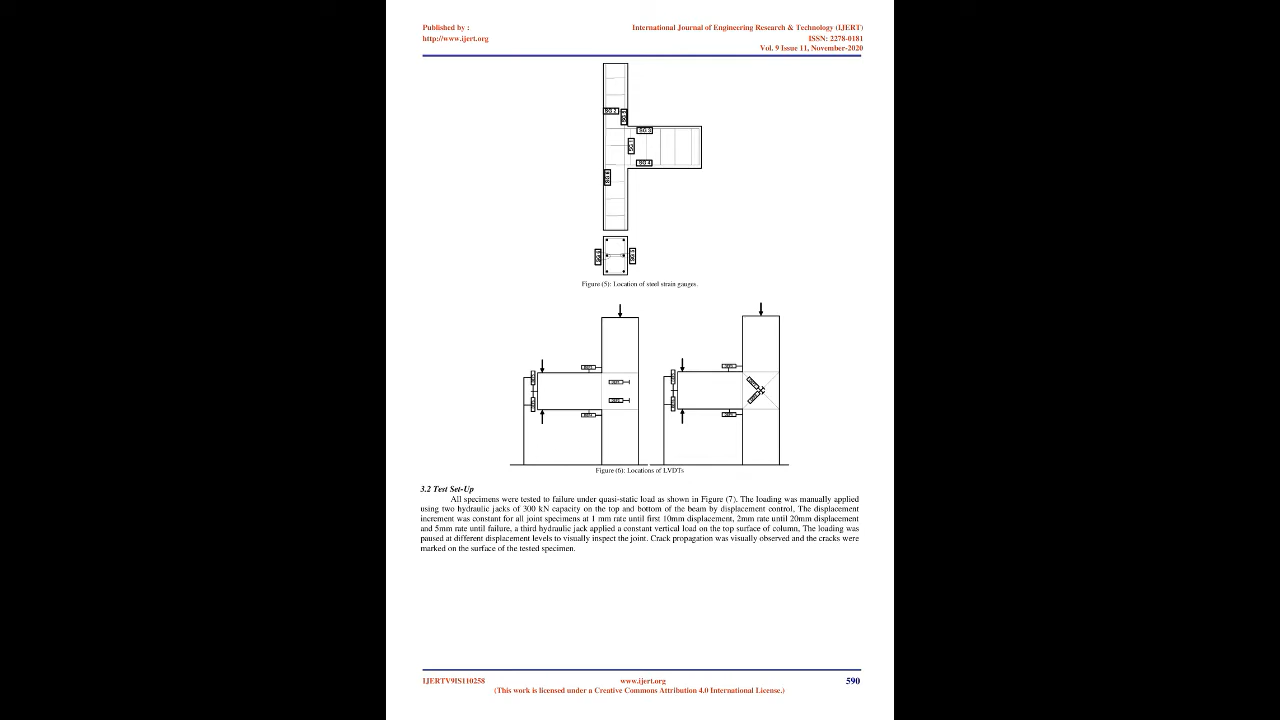 Published by :
International Journal of Engineering Research & Technology (IJERT)
http://www.ijert.org
ISSN: 2278-0181
Vol. 9 Issue 11, November-2020
Figure (5): Location of steel strain gauges.
Figure (6): Locations of LVDTs
3.2 Test Set-Up
All specimens were tested to failure under quasi-static load as shown in Figure (7). The loading was manually applied
using two hydraulic jacks of 300 kN capacity on the top and bottom of the beam by displacement control, The displacement
increment was constant for all joint specimens at 1 mm rate until first 10mm displacement, 2mm rate until 20mm displacement
and 5mm rate until failure, a third hydraulic jack applied a constant vertical load on the top surface of column, The loading was
paused at different displacement levels to visually inspect the joint. Crack propagation was visually observed and the cracks were
marked on the surface of the tested specimen.
IJERTV9IS110258
www.ijert.org
590
(This work is licensed under a Creative Commons Attribution 4.0 International License.)